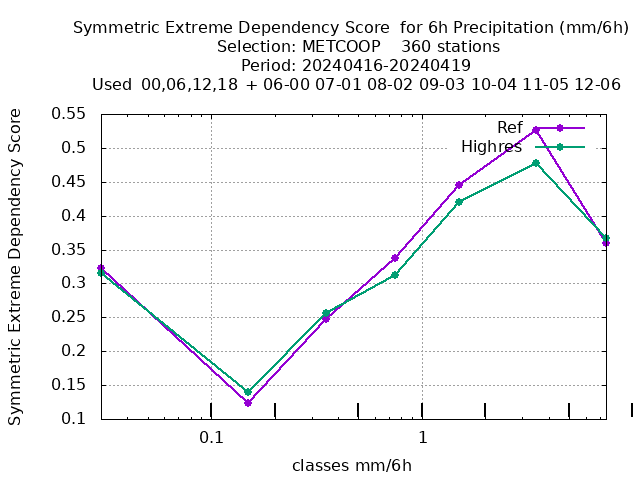 Symmetric Extreme Dependency Score  for 6h Precipitation (mm/6h)
Selection: METCOOP    360 stations
Period: 20240416-20240419
Used  00,06,12,18  + 06-00 07-01 08-02 09-03 10-04 11-05 12-06
Symmetric Extreme Dependency Score
0.55
0.5
0.45
0.4
0.35
0.3
0.25
0.2
0.15
0.1
Ref
Highres
0.1
1
classes mm/6h